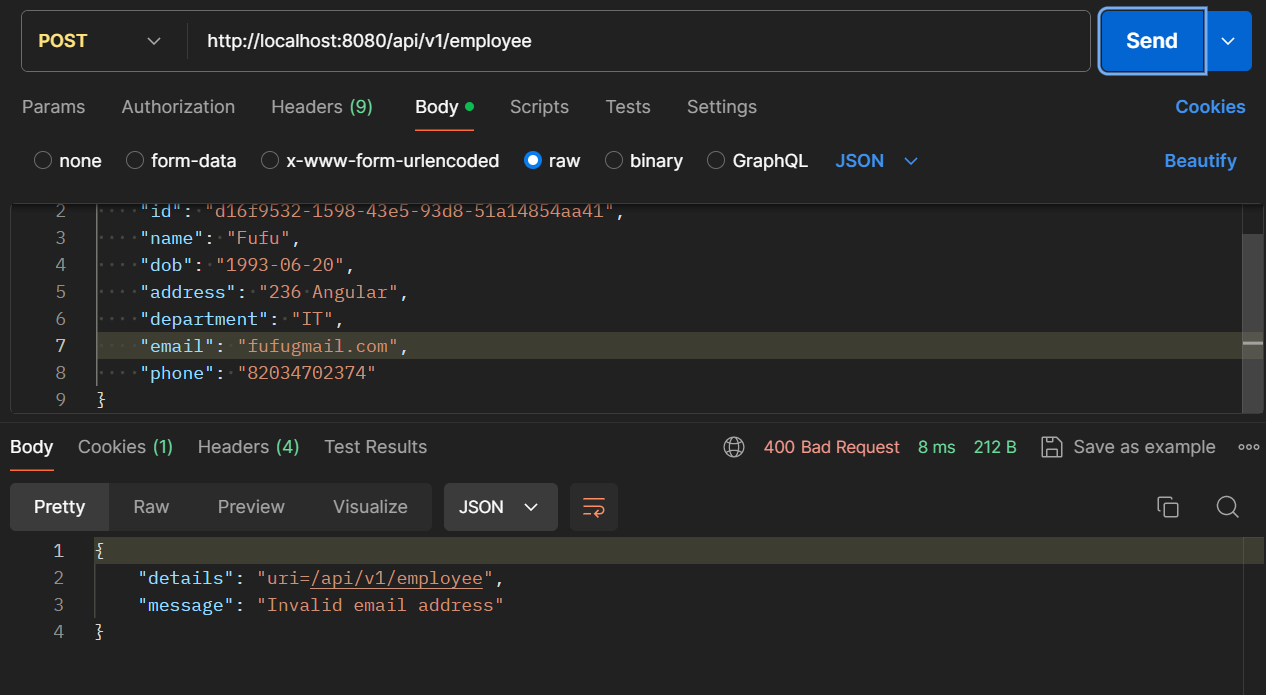 POST http://localhost:8080/api/v1/employee Send
Params Authorization Headers (9) Body Scripts Tests Settings Cookies
none form-data x-www-form-urlencoded raw binary GraphQL JSON Beautify
2 "id": "d16f9532-1598-43e5-93d8-51a14854aa41",
3 "name": "Fufu",
4 "dob": "1993-06-20",
5 "address": "236 Angular",
6 "department": "IT",
7 "email": "fufugmail.com",
8 "phone": "82034702374"
9 }
Body Cookies (1) Headers (4) Test Results 400 Bad Request 8 ms 212 B Save as example
Pretty Raw Preview Visualize JSON
1 {
2 "details": "uri=/api/v1/employee",
3 "message": "Invalid email address"
4 }